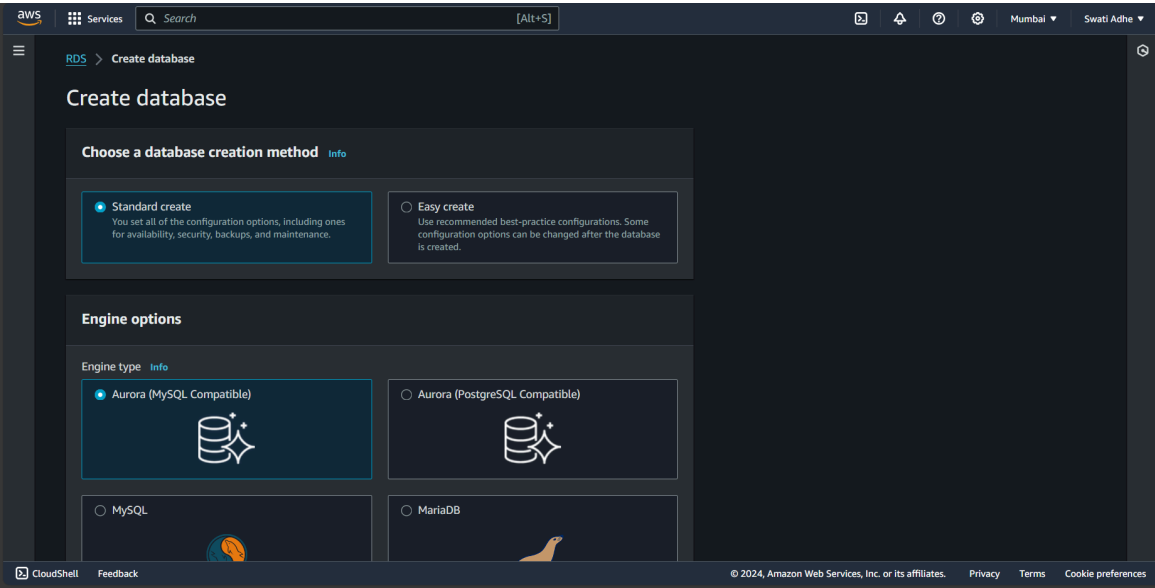 aws
Services
Search
[Alt+S]
Mumbai
Swati Adhe
RDS
Create database
Create database
Choose a database creation method
Info
Standard create
You set all of the configuration options, including ones
for availability, security, backups, and maintenance.
Easy create
Use recommended best-practice configurations. Some
configuration options can be changed after the database
is created.
Engine options
Engine type
Info
Aurora (MySQL Compatible)
Aurora (PostgreSQL Compatible)
MySQL
MariaDB
CloudShell
Feedback
© 2024, Amazon Web Services, Inc. or its affiliates.
Privacy
Terms
Cookie preferences